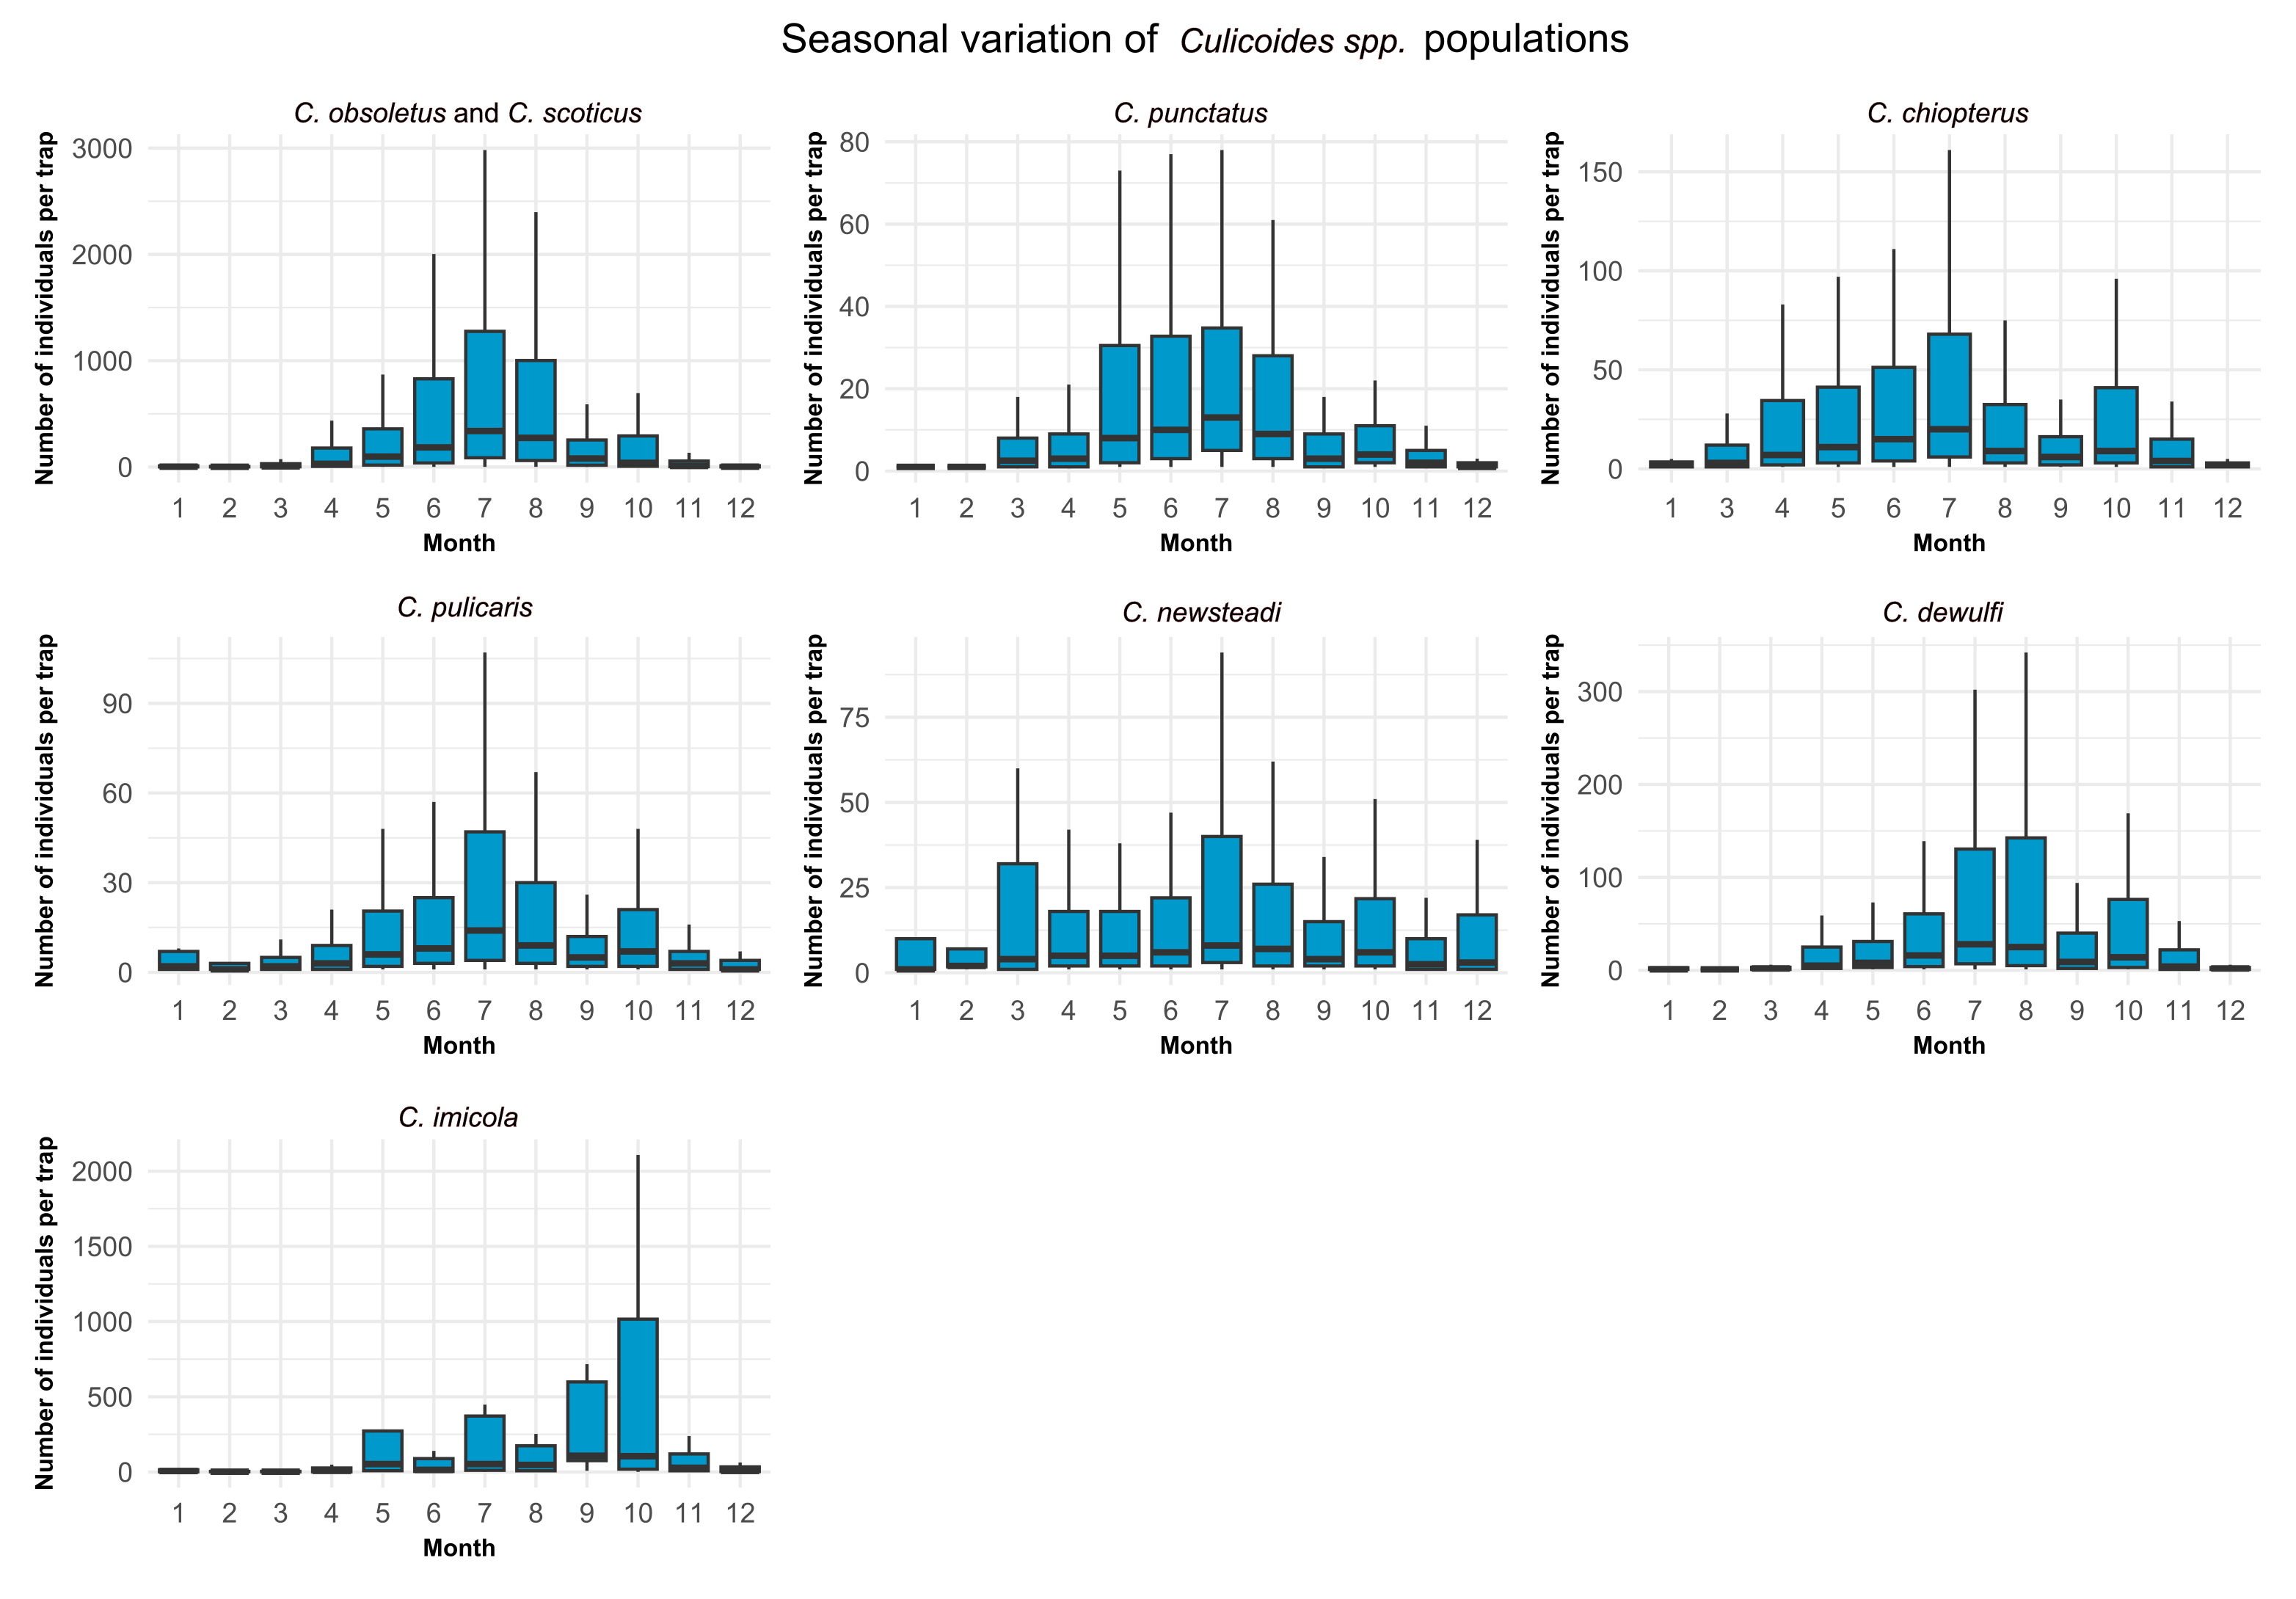 Seasonal variation of Culicoides spp. populations
C. obsoletus and C. scoticus
Number of individuals per trap
3000
2000
1000
0
1 2 3 4 5 6 7 8 9 10 11 12
Month
C. punctatus
Number of individuals per trap
80
60
40
20
0
1 2 3 4 5 6 7 8 9 10 11 12
Month
C. chiopterus
Number of individuals per trap
150
100
50
0
1 3 4 5 6 7 8 9 10 11 12
Month
C. pulicaris
Number of individuals per trap
90
60
30
0
1 2 3 4 5 6 7 8 9 10 11 12
Month
C. newsteadi
Number of individuals per trap
75
50
25
0
1 2 3 4 5 6 7 8 9 10 11 12
Month
C. dewulfi
Number of individuals per trap
300
200
100
0
1 2 3 4 5 6 7 8 9 10 11 12
Month
C. imicola
Number of individuals per trap
2000
1500
1000
500
0
1 2 3 4 5 6 7 8 9 10 11 12
Month